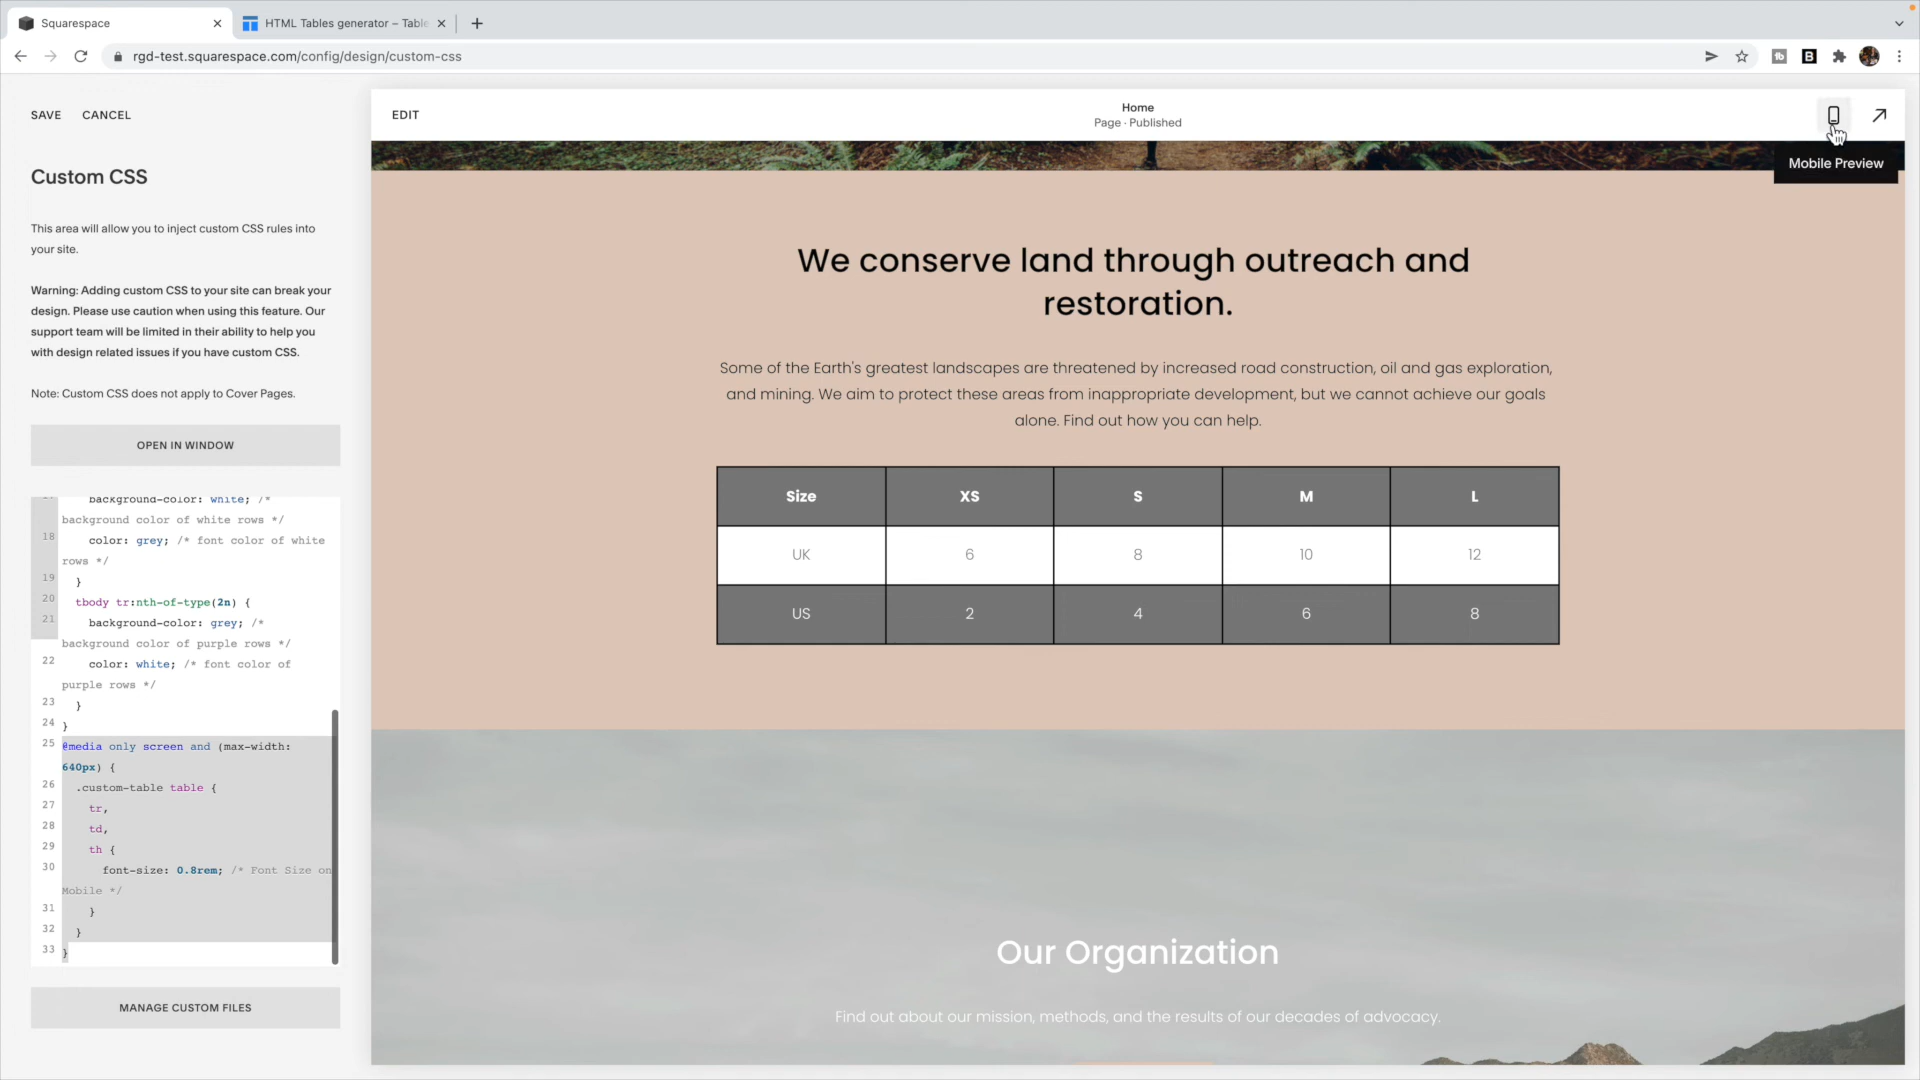 Squarespace
HTML Tables generator – Table
rgd-test.squarespace.com/config/design/custom-css
SAVE CANCEL
EDIT
Home
Page · Published
Mobile Preview
Custom CSS
This area will allow you to inject custom CSS rules into
your site.
Warning: Adding custom CSS to your site can break your
design. Please use caution when using this feature. Our
support team will be limited in their ability to help you
with design related issues if you have custom CSS.
Note: Custom CSS does not apply to Cover Pages.
OPEN IN WINDOW
background-color: white; /*
background color of white rows */
18 color: grey; /* font color of white
rows */
19 }
20 tbody tr:nth-of-type(2n) {
21 background-color: grey; /*
background color of purple rows */
22 color: white; /* font color of
purple rows */
23 }
24 }
25 @media only screen and (max-width:
640px) {
26 .custom-table table {
27 tr,
28 td,
29 th {
30 font-size: 0.8rem; /* Font Size on
Mobile */
31 }
32 }
33 }
MANAGE CUSTOM FILES
We conserve land through outreach and
restoration.
Some of the Earth's greatest landscapes are threatened by increased road construction, oil and gas exploration,
and mining. We aim to protect these areas from inappropriate development, but we cannot achieve our goals
alone. Find out how you can help.
Size XS S M L
UK 6 8 10 12
US 2 4 6 8
Our Organization
Find out about our mission, methods, and the results of our decades of advocacy.